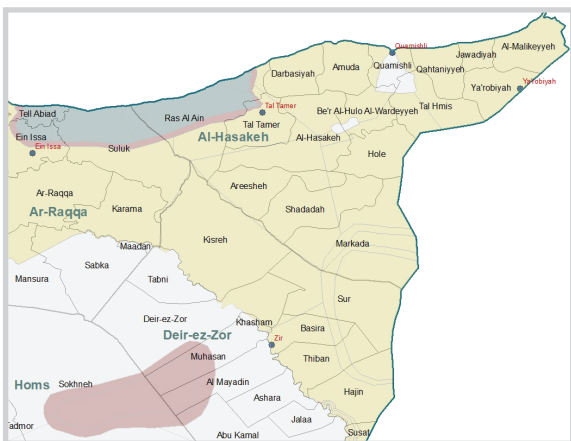 Quamishli
Al-Malikeyyeh
Jawadiyah
Amuda
Quamishli
Qahtaniyyeh
Darbasiyah
Ya'robiyah
Ya'robiyah
Tal Tamer
Tal Hmis
Be'r Al-Hulo Al-Wardeyyeh
Tell Abiad
Ras Al Ain
Tal Tamer
Al-Hasakeh
Al-Hasakeh
Ein Issa
Ein Issa
Suluk
Hole
Areesheh
Ar-Raqqa
Karama
Ar-Raqqa
Shadadah
Kisreh
Markada
Maadan
Sabka
Mansura
Tabni
Sur
Deir-ez-Zor
Khasham
Basira
Deir-ez-Zor
Zir
Muhasan
Thiban
Homs
Sokhneh
Al Mayadin
Ashara
Hajin
Jalaa
Tadmor
Abu Kamal
Susat